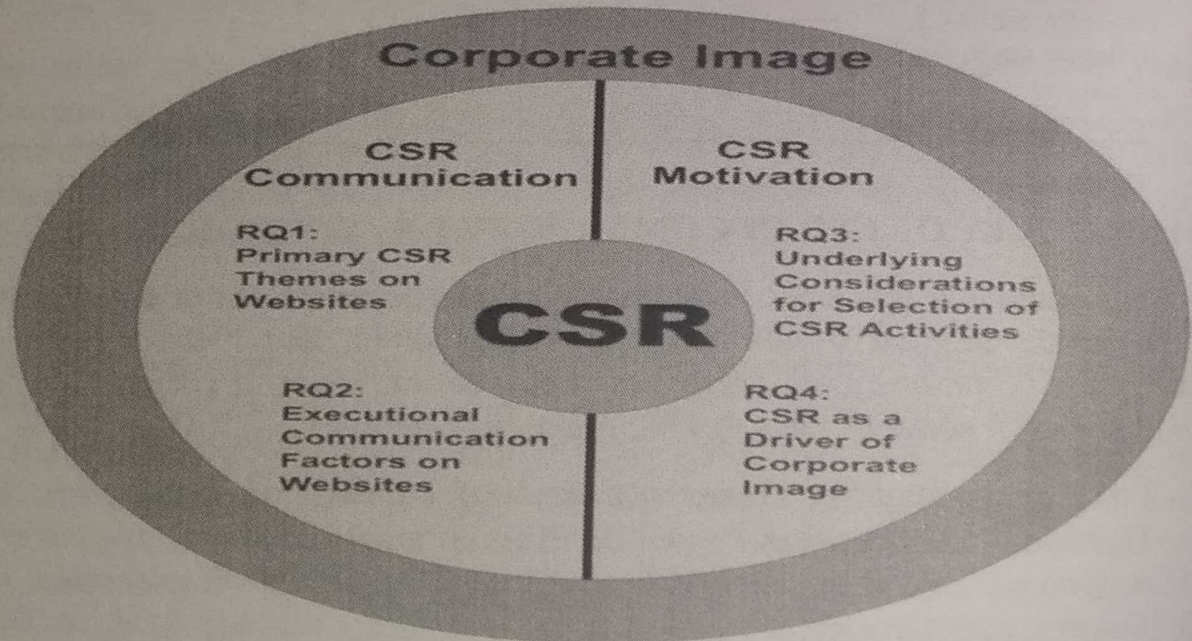 Corporate Image
CSR
Communication
RQ1:
Primary CSR
Themes on
Websites
RQ2:
Executional
Communication
Factors on
Websites
CSR
CSR
Motivation
RQ3:
Underlying
Considerations
for Selection of
CSR Activities
RQ4:
CSR as a
Driver of
Corporate
Image